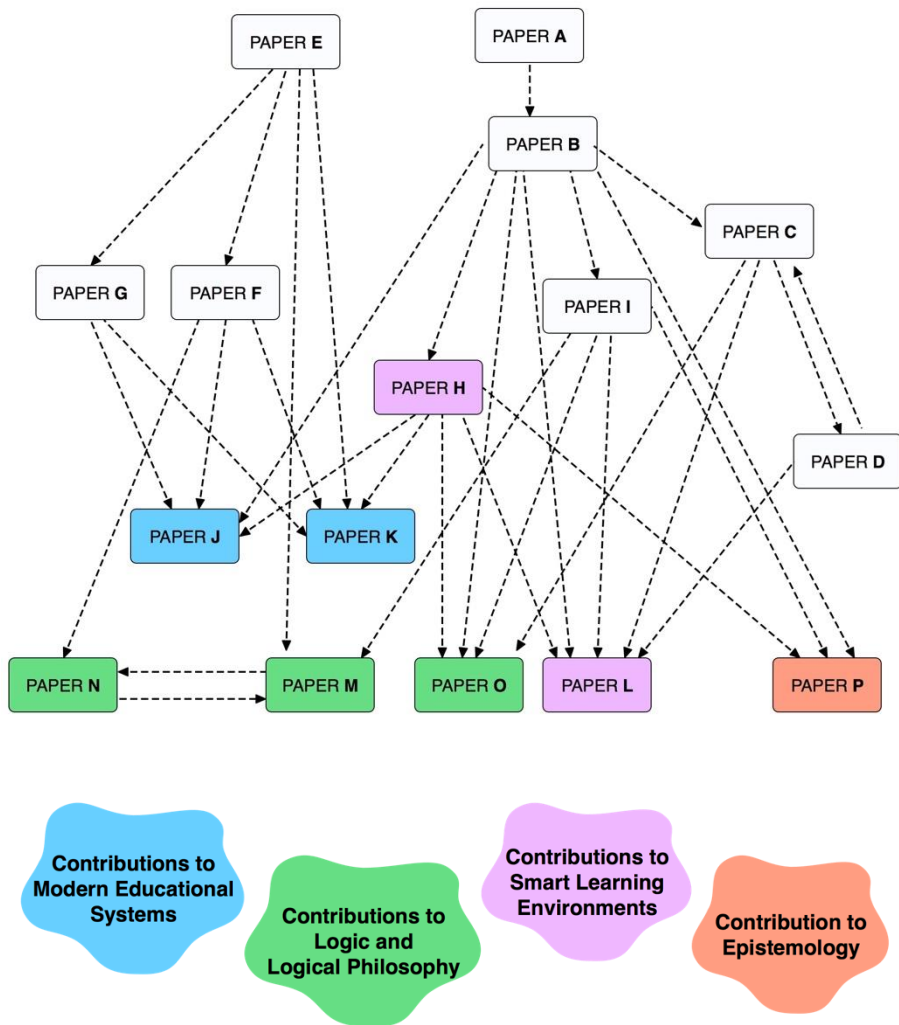 PAPER E
PAPER A
PAPER B
PAPER C
PAPER G
PAPER F
PAPER I
PAPER H
PAPER D
PAPER J
PAPER K
PAPER N
PAPER M
PAPER O
PAPER L
PAPER P
Contributions to
Modern Educational
Systems
Contributions to
Logic and
Logical Philosophy
Contributions to
Smart Learning
Environments
Contribution to
Epistemology